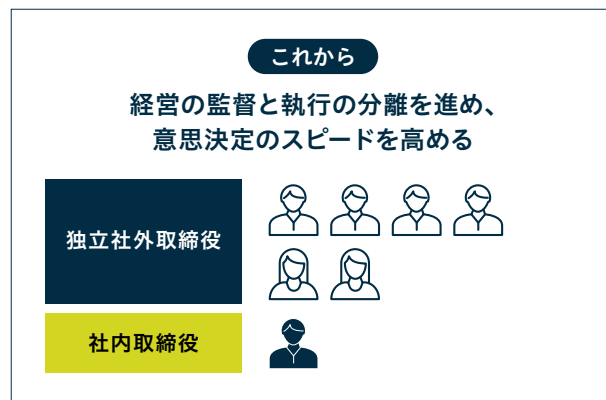 これから
経営の監督と執行の分離を進め、
意思決定のスピードを高める
独立社外取締役
社内取締役